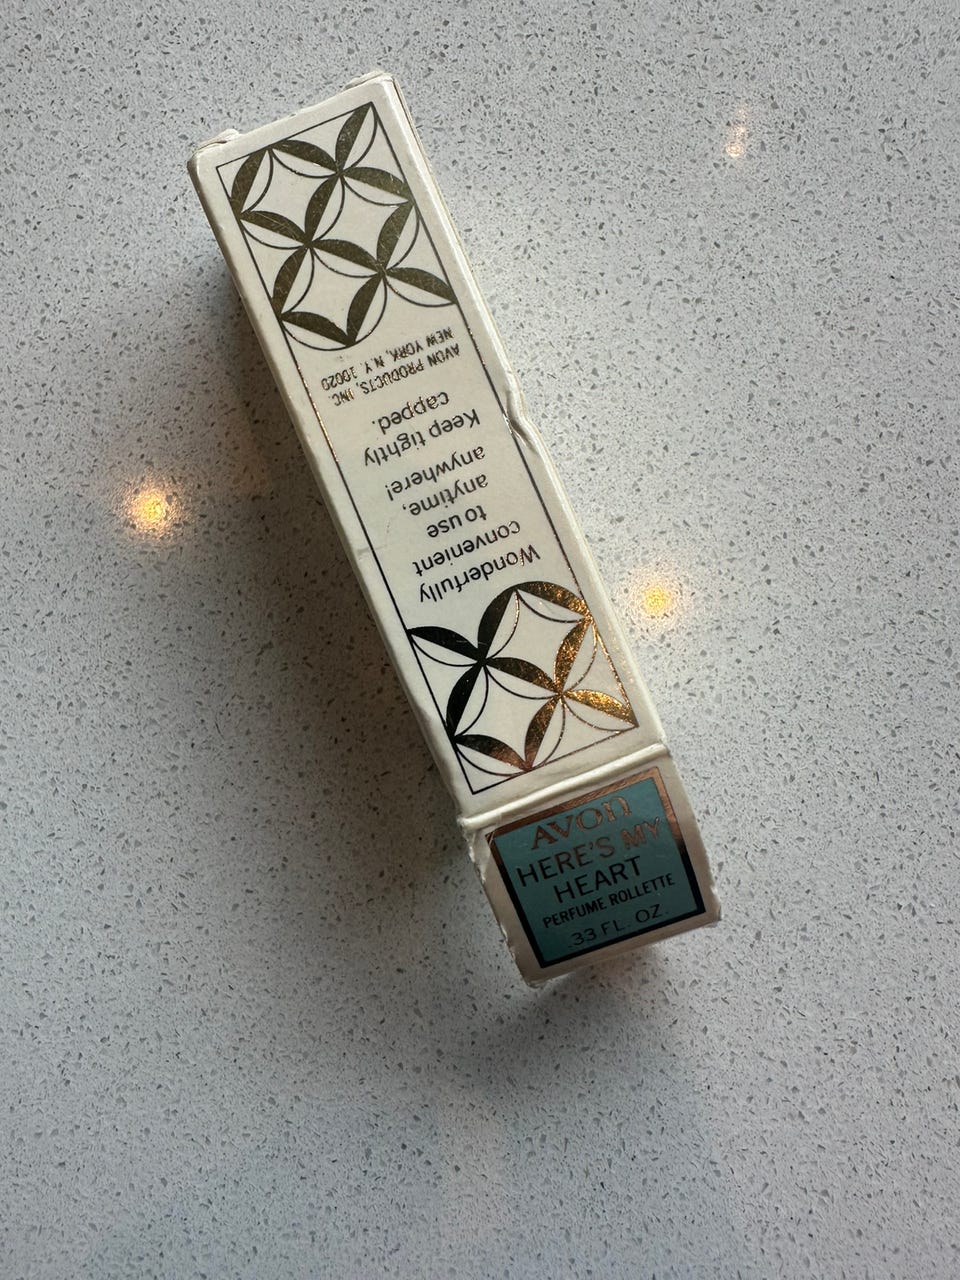 Wonderfully
convenient
to use
anytime,
anywhere!
Keep tightly
capped.
AVON PRODUCTS, INC.
NEW YORK, N.Y. 10020
AVON
HERE'S MY
HEART
PERFUME ROLLETTE
.33 FL. OZ.